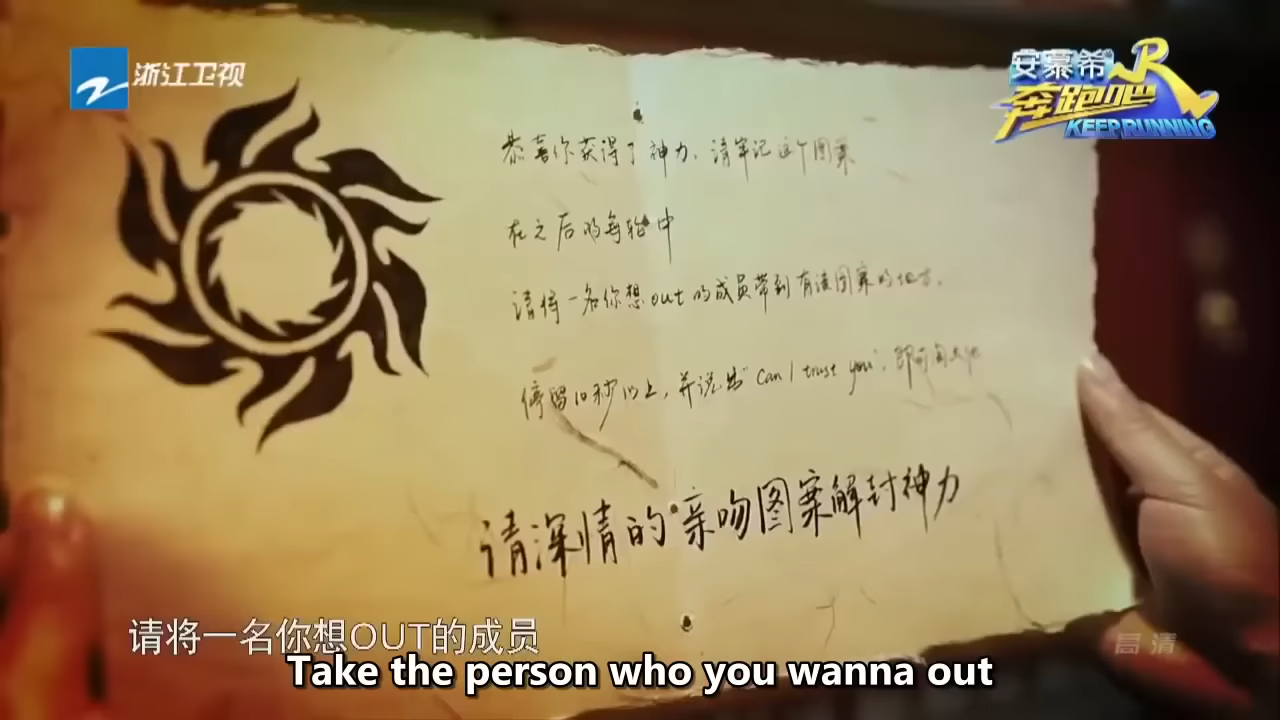 浙江卫视
安慕希
奔跑吧
KEEP RUNNING
恭喜你获得了神力，请牢记这个图案
在之后的每轮中
请将一名你想out的成员带到有该图案的地方，
停留10秒以上，并说出"Can I trust you"，即可淘汰他
请深情的亲吻图案解封神力
高清
请将一名你想OUT的成员
Take the person who you wanna out